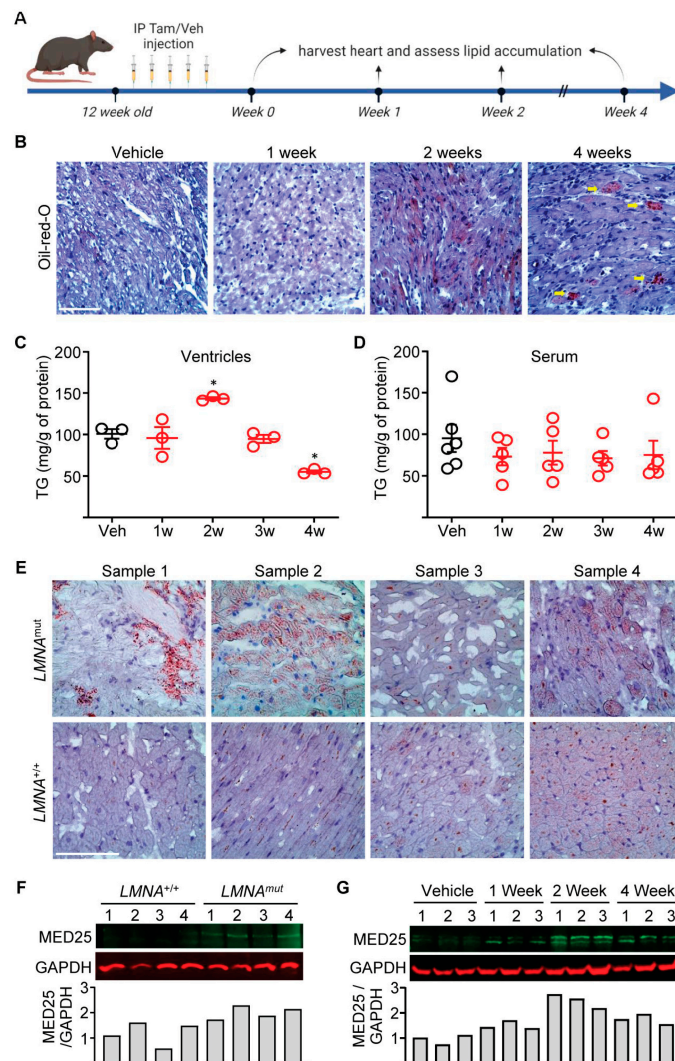 A
IP Tam/Veh
injection
harvest heart and assess lipid accumulation
12 week old
Week 0
Week 1
Week 2
//
Week 4
B
Vehicle
1 week
2 weeks
4 weeks
Oil-red-O
C
Ventricles
TG (mg/g of protein)
200
150
100
50
*
*
Veh
1w
2w
3w
4w
D
Serum
TG (mg/g of protein)
200
150
100
50
Veh
1w
2w
3w
4w
E
Sample 1
Sample 2
Sample 3
Sample 4
LMNAmut
LMNA+/+
F
LMNA+/+
LMNAmut
1 2 3 4 1 2 3 4
MED25
GAPDH
MED25
/GAPDH
3
2
1
G
Vehicle
1 Week
2 Week
4 Week
1 2 3 1 2 3 1 2 3 1 2 3
MED25
GAPDH
MED25 /
GAPDH
3
2
1